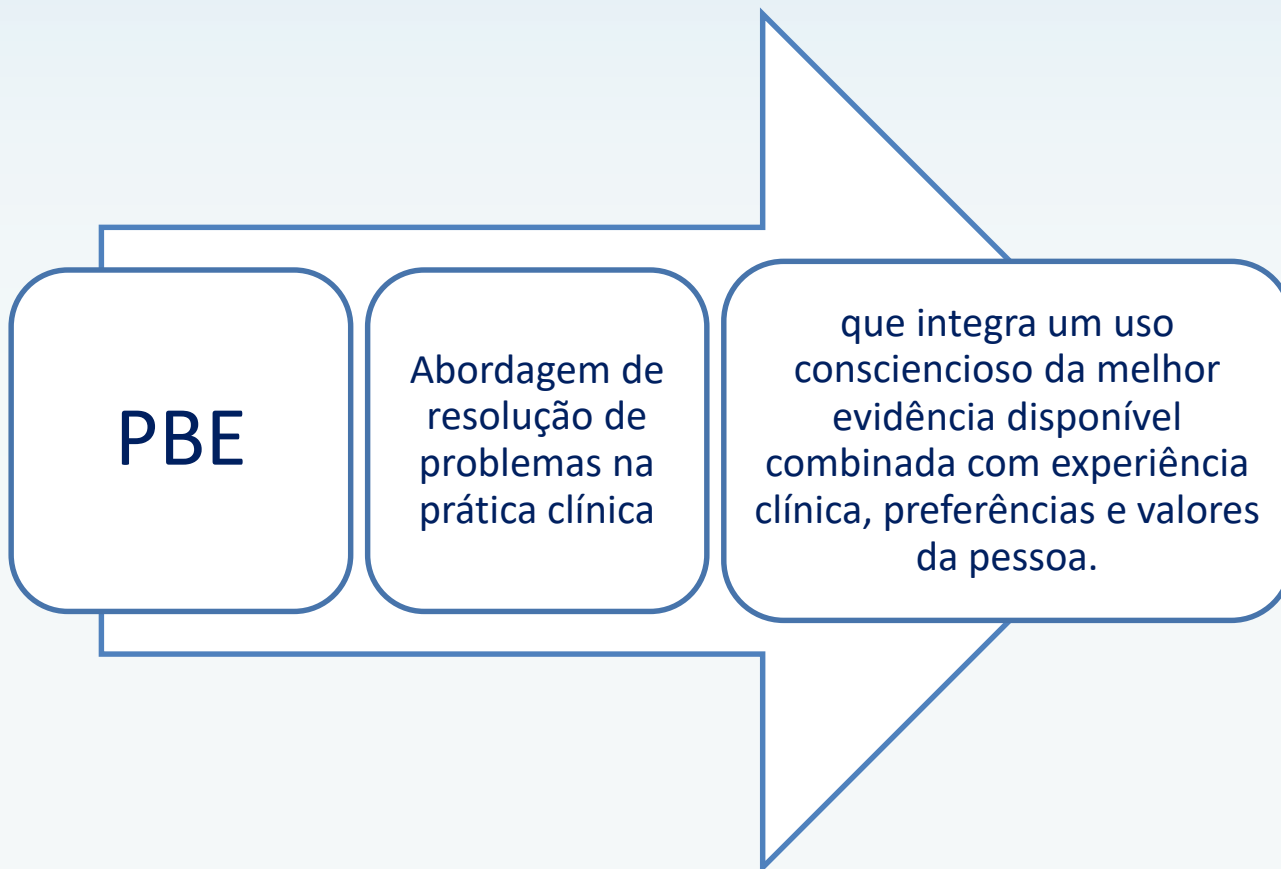 PBE
Abordagem de
resolução de
problemas na
prática clínica
que integra um uso
consciencioso da melhor
evidência disponível
combinada com experiência
clínica, preferências e valores
da pessoa.